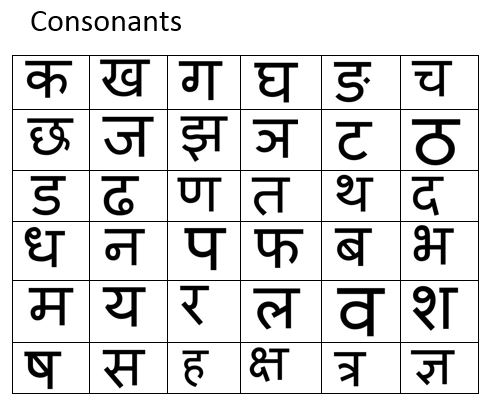 Consonants
क ख ग घ ङ च
छ ज झ ञ ट ठ
ड ढ ण त थ द
ध न प फ ब भ
म य र ल व श
ष स ह क्ष त्र ज्ञ